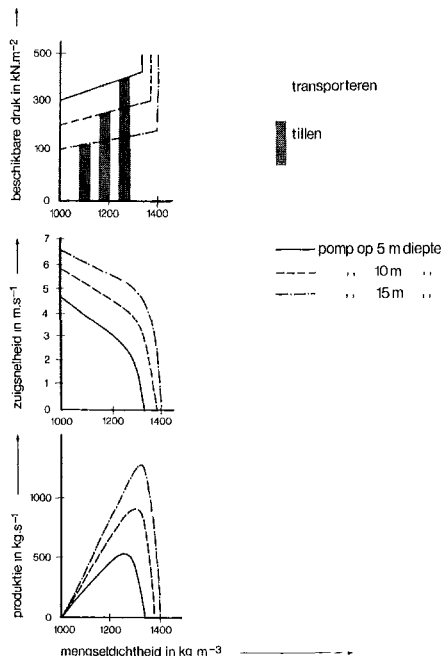 beschikbare druk in kN.m-2
500
300
100
0
1000
1200
1400
transporteren
tillen
zuigsnelheid in m.s-1
7
6
5
4
3
2
1
0
1000
1200
1400
pomp op 5 m diepte
,, 10 m ,,
,, 15 m ,,
produktie in kg.s-1
1000
500
0
1000
1200
1400
mengseldichtheid in kg m-3